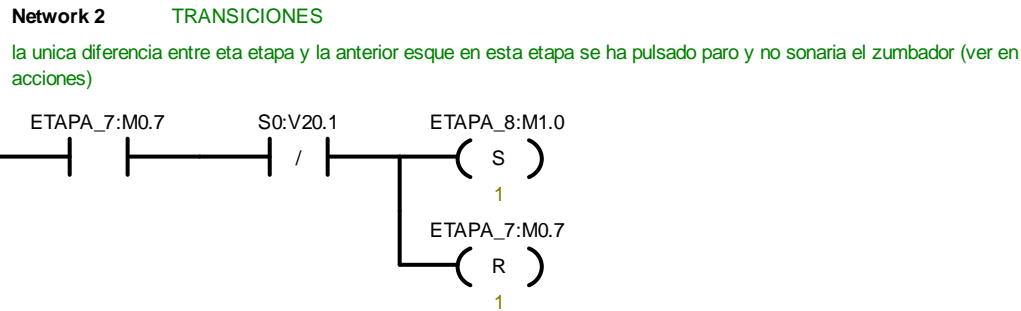 Network 2 TRANSICIONES
la unica diferencia entre eta etapa y la anterior esque en esta etapa se ha pulsado paro y no sonaria el zumbador (ver en
acciones)
ETAPA_7:M0.7 S0:V20.1 ETAPA_8:M1.0
/ S
1
ETAPA_7:M0.7
R
1